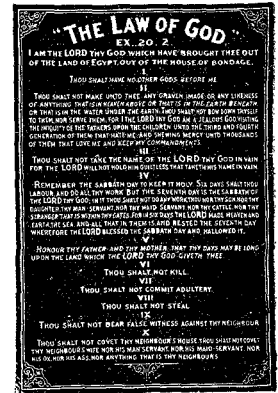 "THE LAW OF GOD
EX..20..2..
I AM THE LORD THY GOD WHICH HAVE BROUGHT THEE OUT
OF THE LAND OF EGYPT, OUT OF THE HOUSE OF BONDAGE.
I
THOU SHALT HAVE NO OTHER GODS BEFORE ME
II
THOU SHALT NOT MAKE UNTO THEE ANY GRAVEN IMAGE OR ANY LIKENESS
OF ANYTHING THAT IS IN HEAVEN ABOVE OR THAT IS IN THE EARTH BENEATH
OR THAT IS IN THE WATER UNDER THE EARTH. THOU SHALT NOT BOW DOWN THYSELF
TO THEM, NOR SERVE THEM, FOR I THE LORD THY GOD AM A JEALOUS GOD VISITING
THE INIQUITY OF THE FATHERS UPON THE CHILDREN UNTO THE THIRD AND FOURTH
GENERATION OF THEM THAT HATE ME: AND SHEWING MERCY UNTO THOUSANDS
OF THEM THAT LOVE ME AND KEEP MY COMMANDMENTS.
III
THOU SHALT NOT TAKE THE NAME OF THE LORD THY GOD IN VAIN
FOR THE LORD WILL NOT HOLD HIM GUILTLESS THAT TAKETH HIS NAME IN VAIN
IV
REMEMBER THE SABBATH DAY TO KEEP IT HOLY. SIX DAYS SHALT THOU
LABOUR, AND DO ALL THY WORK BUT THE SEVENTH DAY IS THE SABBATH OF
THE LORD THY GOD; IN IT THOU SHALT NOT DO ANY WORK THOU NOR THY SON NOR THY
DAUGHTER THY MAN-SERVANT, NOR THY MAID SERVANT NOR THY CATTLE, NOR THY
STRANGER THAT IS WITHIN THY GATES. FOR IN SIX DAYS THE LORD MADE HEAVEN AND
EARTH, THE SEA, AND ALL THAT IN THEM IS AND RESTED THE SEVENTH DAY
WHEREFORE THE LORD BLESSED THE SABBATH DAY AND HALLOWED IT.
V
HONOUR THY FATHER AND THY MOTHER THAT THY DAYS MAY BE LONG
UPON THE LAND WHICH THE LORD THY GOD GIVETH THEE
VI
THOU SHALT NOT KILL
VII
THOU SHALT NOT COMMIT ADULTERY.
VIII
THOU SHALT NOT STEAL
IX
THOU SHALT NOT BEAR FALSE WITNESS AGAINST THY NEIGHBOUR
X
THOU SHALT NOT COVET THY NEIGHBOUR'S HOUSE THOU SHALT NOT COVET
THY NEIGHBOUR'S WIFE NOR HIS MAN SERVANT, NOR HIS MAID-SERVANT, NOR
HIS OX, NOR HIS ASS, NOR ANYTHING THAT IS THY NEIGHBOURS